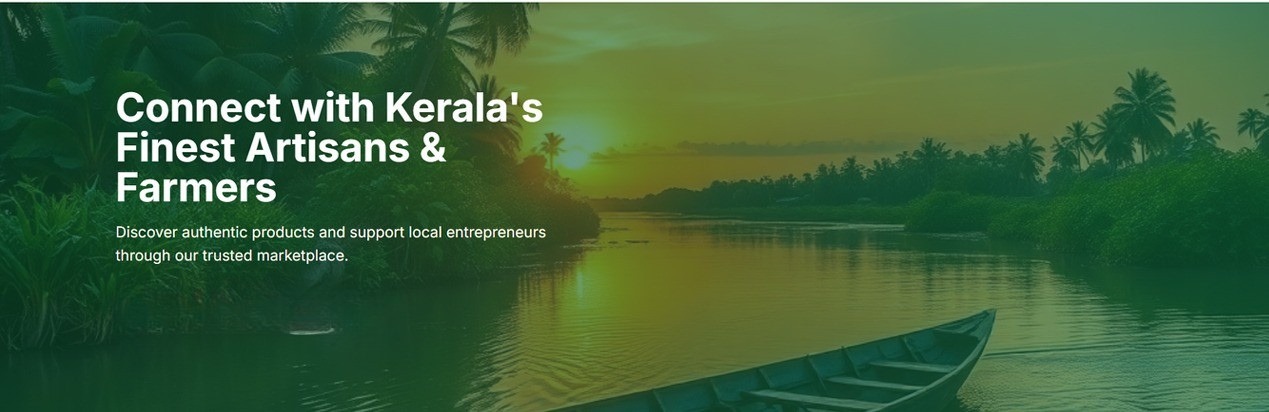 Connect with Kerala's
Finest Artisans &
Farmers
Discover authentic products and support local entrepreneurs
through our trusted marketplace.